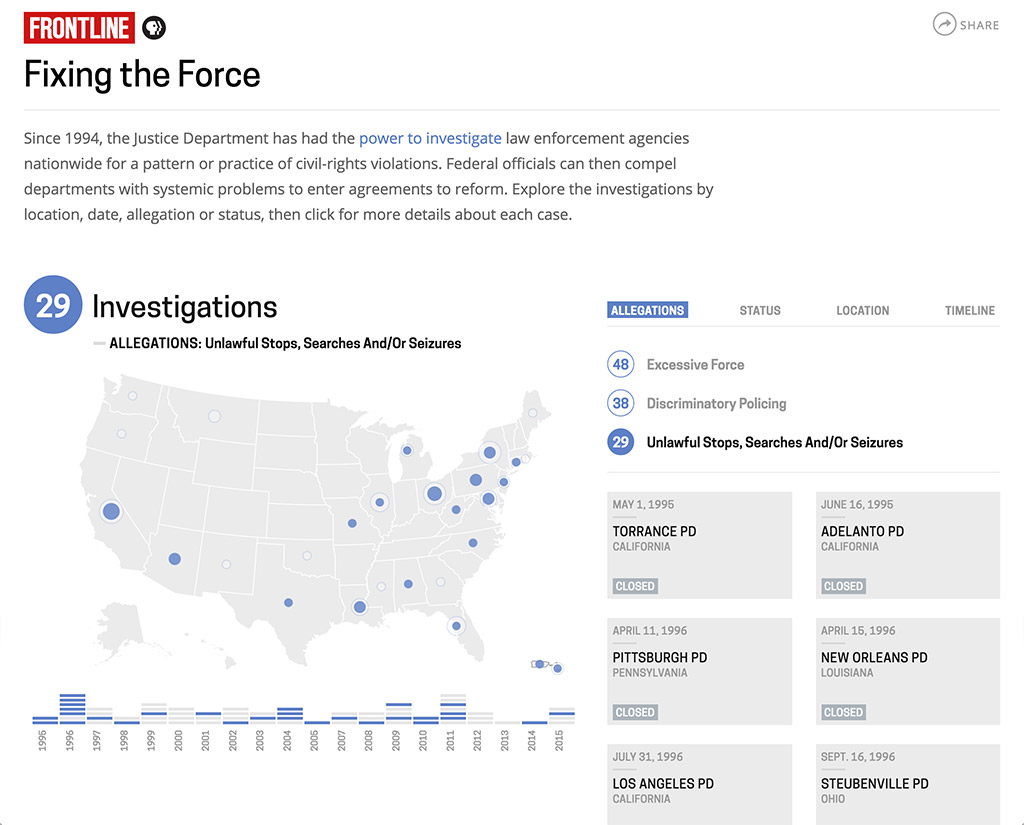 FRONTLINE
SHARE
Fixing the Force
Since 1994, the Justice Department has had the power to investigate law enforcement agencies
nationwide for a pattern or practice of civil-rights violations. Federal officials can then compel
departments with systemic problems to enter agreements to reform. Explore the investigations by
location, date, allegation or status, then click for more details about each case.
29 Investigations
ALLEGATIONS: Unlawful Stops, Searches And/Or Seizures
1995 1996 1997 1998 1999 2000 2001 2002 2003 2004 2005 2007 2008 2009 2010 2011 2012 2013 2014 2015
ALLEGATIONS STATUS LOCATION TIMELINE
48 Excessive Force
38 Discriminatory Policing
29 Unlawful Stops, Searches And/Or Seizures
MAY 1, 1995
TORRANCE PD
CALIFORNIA
CLOSED
JUNE 16, 1995
ADELANTO PD
CALIFORNIA
CLOSED
APRIL 11, 1996
PITTSBURGH PD
PENNSYLVANIA
CLOSED
APRIL 15, 1996
NEW ORLEANS PD
LOUISIANA
CLOSED
JULY 31, 1996
LOS ANGELES PD
CALIFORNIA
SEPT. 16, 1996
STEUBENVILLE PD
OHIO